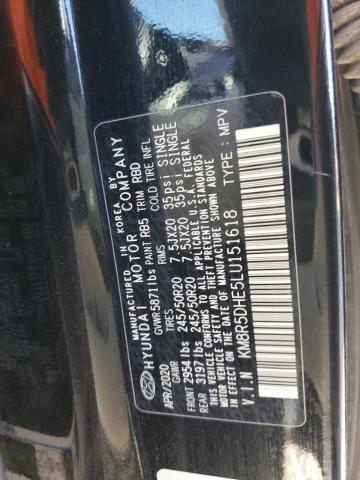 MANUFACTURED IN KOREA BY
HYUNDAI MOTOR COMPANY
GVWR 5871 lbs PAINT RB5 TRIM RBD
APR/2020 TIRES RIMS COLD TIRE INFL
GAWR
FRONT 2954 lbs 245/50R20 7.5JX20 35psi SINGLE
REAR 3197 lbs 245/50R20 7.5JX20 35psi SINGLE
THIS VEHICLE CONFORMS TO ALL APPLICABLE U.S.A. FEDERAL
MOTOR VEHICLE SAFETY AND THEFT PREVENTION STANDARDS
IN EFFECT ON THE DATE OF MANUFACTURE SHOWN ABOVE.
V.I.N KM8R5DHE5LU151618 TYPE : MPV